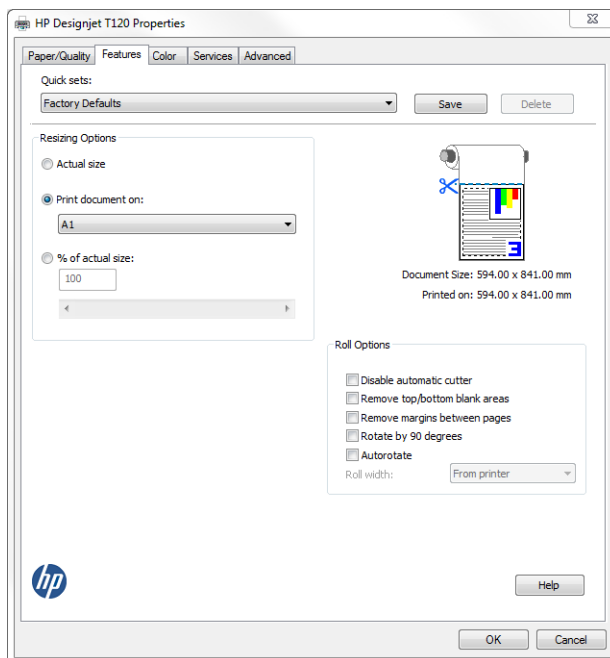 HP Designjet T120 Properties
Paper/Quality Features Color Services Advanced
Quick sets:
Factory Defaults Save Delete
Resizing Options
Actual size
Print document on:
A1
% of actual size:
100
3
Document Size: 594.00 x 841.00 mm
Printed on: 594.00 x 841.00 mm
Roll Options
Disable automatic cutter
Remove top/bottom blank areas
Remove margins between pages
Rotate by 90 degrees
Autorotate
Roll width: From printer
hp
Help
OK Cancel